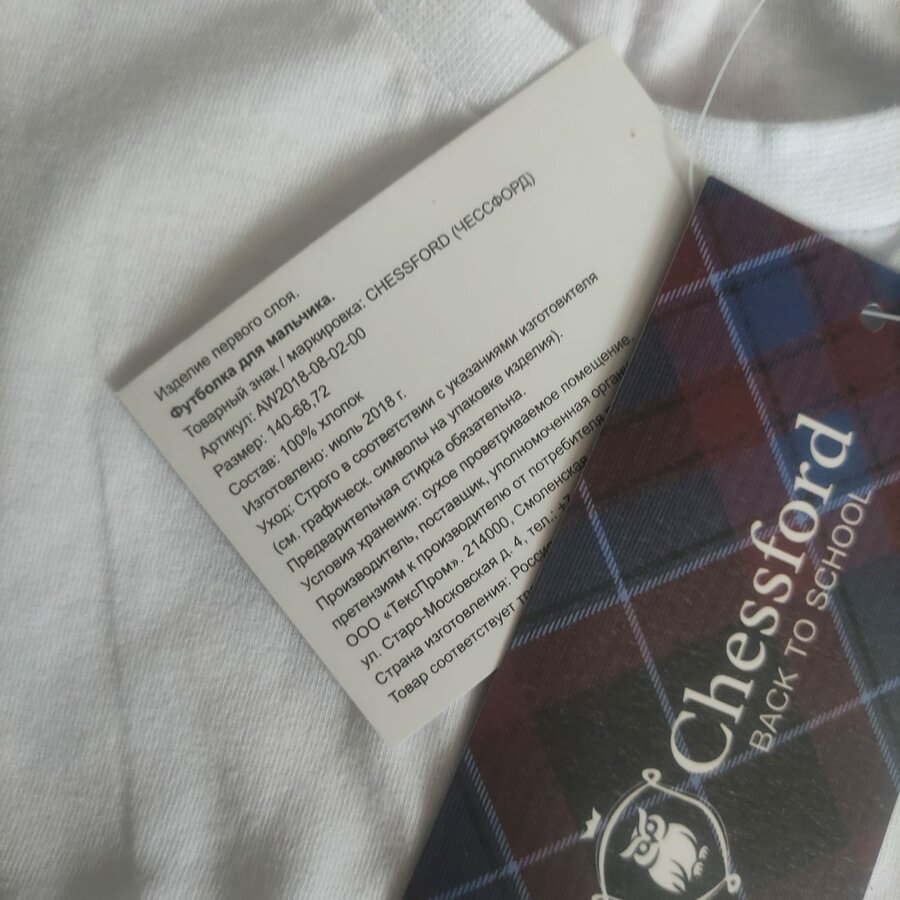 Изделие первого слоя.
Футболка для мальчика.
Товарный знак / маркировка: CHESSFORD (ЧЕССФОРД)
Артикул: AW2018-08-02-00
Размер: 140-68,72
Состав: 100% хлопок
Изготовлено: июль 2018 г.
Уход: Строго в соответствии с указаниями изготовителя
(см. графическ. символы на упаковке изделия).
Предварительная стирка обязательна.
Условия хранения: сухое проветриваемое помещение.
Производитель, поставщик, уполномоченная
претензиям к производителю от потребителя
ООО «ТексПром». 214000, Смоленская
ул. Старо-Московская д. 4, тел.: +7
Страна изготовления:
Товар соответствует
Chessford
BACK TO SCHOOL